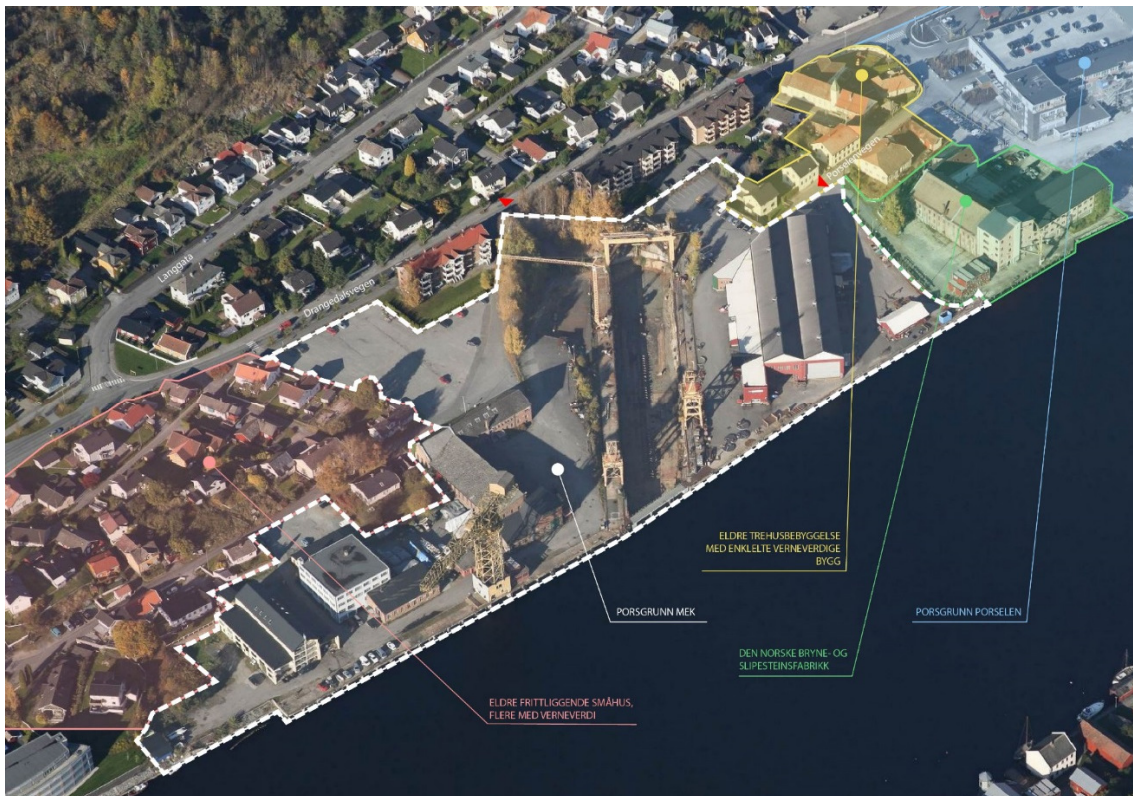 Langgata
Drangedalsvegen
Porselensvegen
ELDRE TREHUSBEBYGGELSE
MED ENKLELTE VERNEVERDIGE
BYGG
PORSGRUNN MEK
PORSGRUNN PORSELEN
DEN NORSKE BRYNE- OG
SLIPESTEINSFABRIKK
ELDRE FRITTLIGGENDE SMÅHUS,
FLERE MED VERNEVERDI